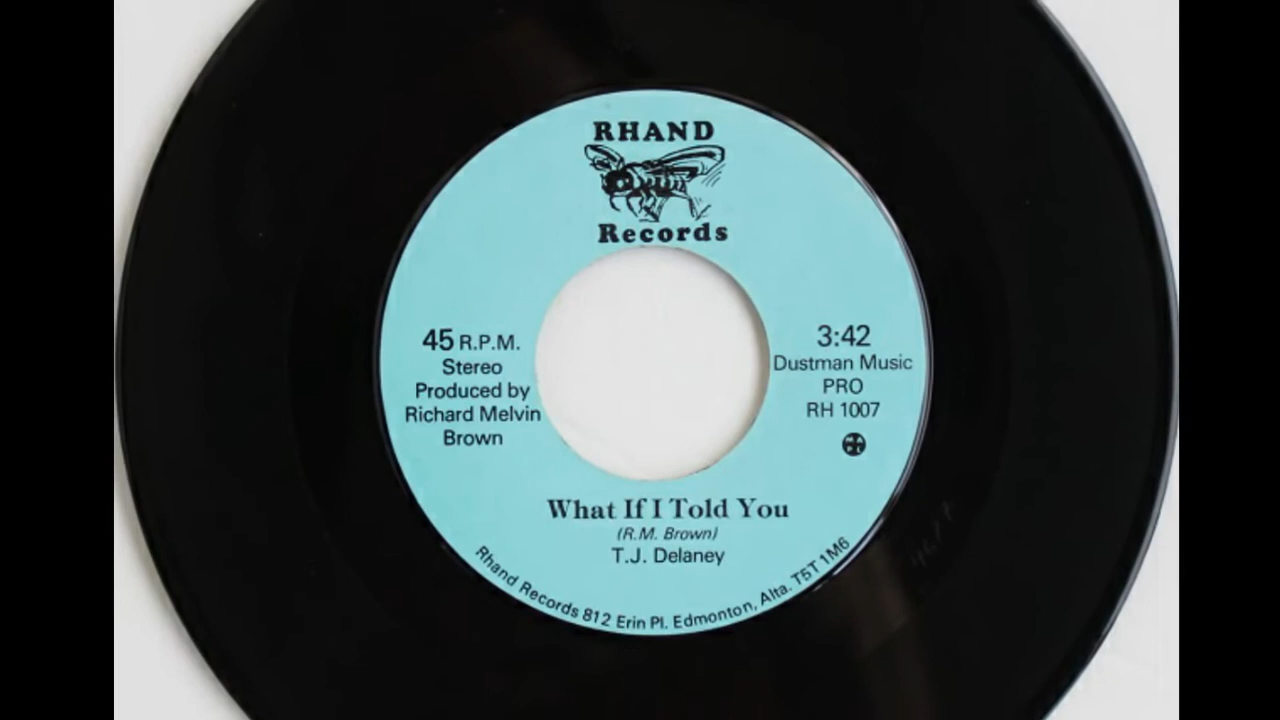 RHAND
Records
45 R.P.M.
Stereo
Produced by
Richard Melvin
Brown
3:42
Dustman Music
PRO
RH 1007
What If I Told You
(R.M. Brown)
T.J. Delaney
Rhand Records 812 Erin Pl. Edmonton, Alta. T5T 1M6